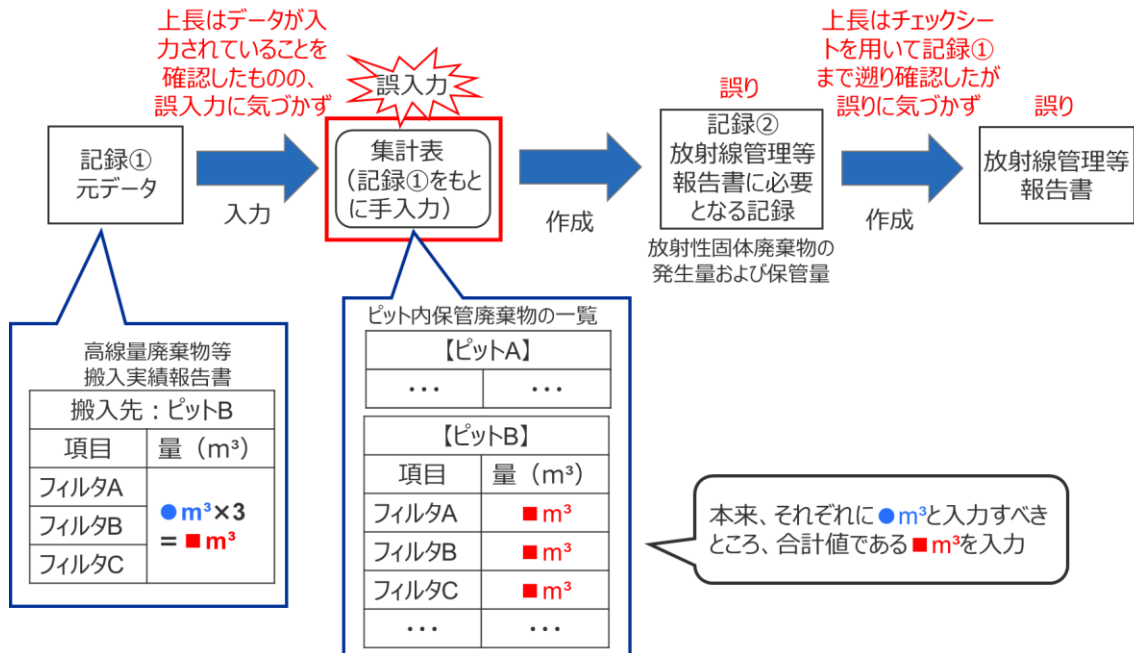 上長はデータが入
力されていることを
確認したものの、
誤入力に気づかず
誤入力
上長はチェックシー
トを用いて記録①
まで遡り確認したが
誤りに気づかず
誤り
誤り
記録①
元データ
入力
集計表
（記録①をもと
に手入力）
作成
記録②
放射線管理等
報告書に必要
となる記録
放射性固体廃棄物の
発生量および保管量
作成
放射線管理等
報告書
高線量廃棄物等
搬入実績報告書
搬入先：ピットB
項目 量（m³）
フィルタA
フィルタB
フィルタC
●m³×3
= ■m³
ピット内保管廃棄物の一覧
【ピットA】
・・・ ・・・
【ピットB】
項目 量（m³）
フィルタA ■m³
フィルタB ■m³
フィルタC ■m³
・・・ ・・・
本来、それぞれに●m³と入力すべき
ところ、合計値である■m³を入力